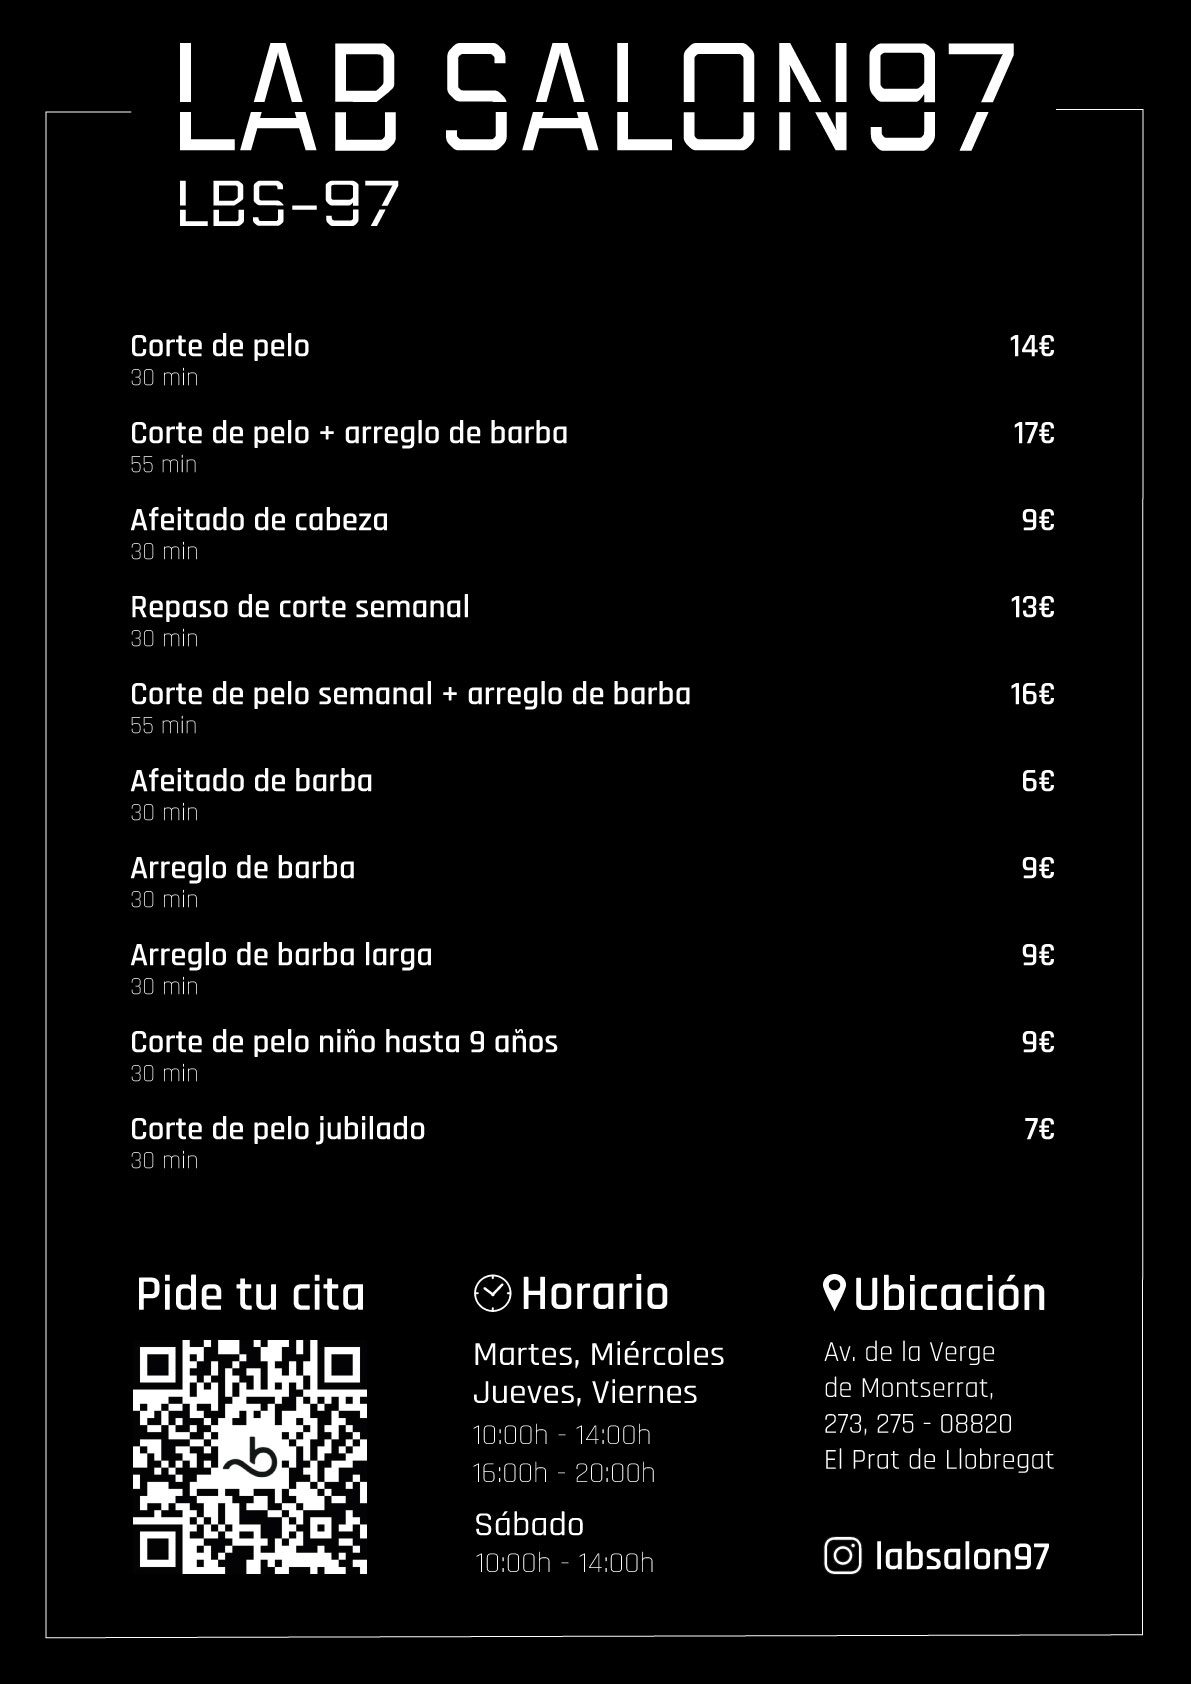 LAB SALON97
LBS-97
Corte de pelo 14€
30 min
Corte de pelo + arreglo de barba 17€
55 min
Afeitado de cabeza 9€
30 min
Repaso de corte semanal 13€
30 min
Corte de pelo semanal + arreglo de barba 16€
55 min
Afeitado de barba 6€
30 min
Arreglo de barba 9€
30 min
Arreglo de barba larga 9€
30 min
Corte de pelo niño hasta 9 años 9€
30 min
Corte de pelo jubilado 7€
30 min
Pide tu cita
Horario
Martes, Miércoles
Jueves, Viernes
10:00h - 14:00h
16:00h - 20:00h
Sábado
10:00h - 14:00h
Ubicación
Av. de la Verge
de Montserrat,
273, 275 - 08820
El Prat de Llobregat
labsalon97